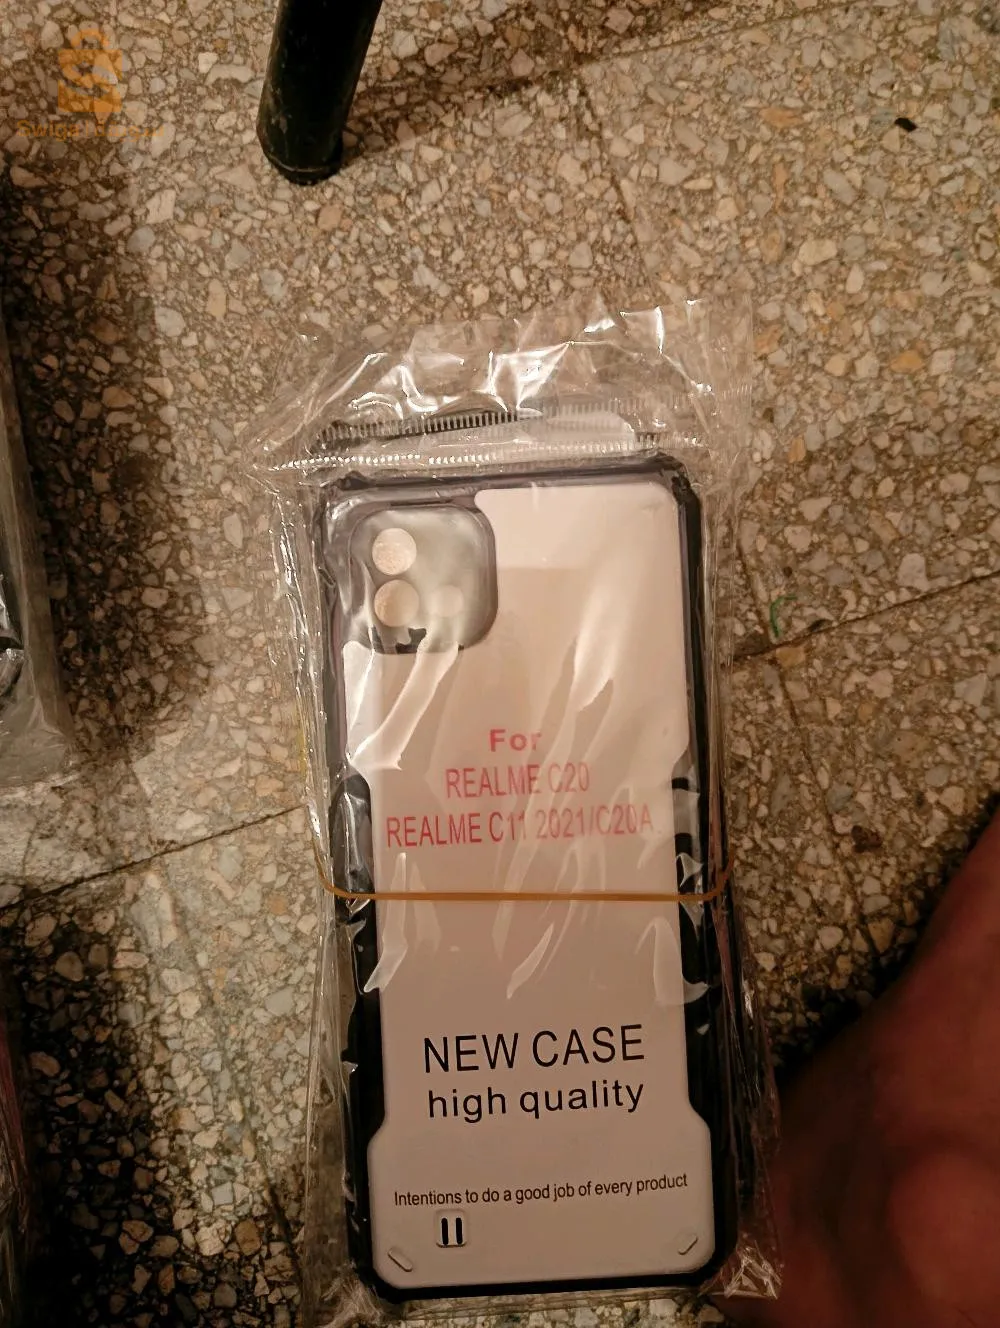 For
REALME C20
REALME C11 2021/C20A
NEW CASE
high quality
Intentions to do a good job of every product